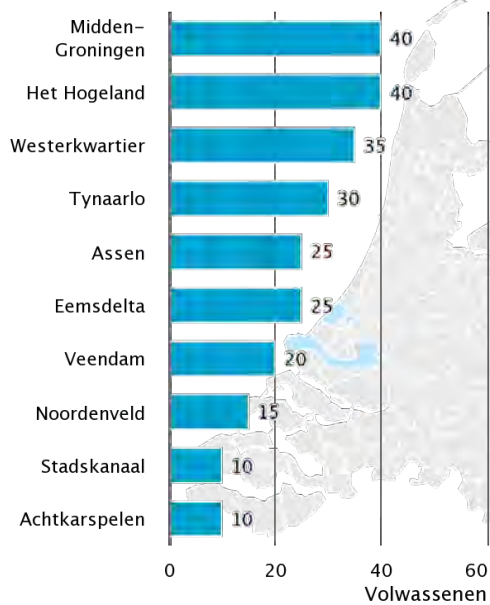 Midden-
Groningen 40
Het Hogeland 40
Westerkwartier 35
Tynaarlo 30
Assen 25
Eemsdelta 25
Veendam 20
Noordenveld 15
Stadskanaal 10
Achtkarspelen 10
0 20 40 60
Volwassenen